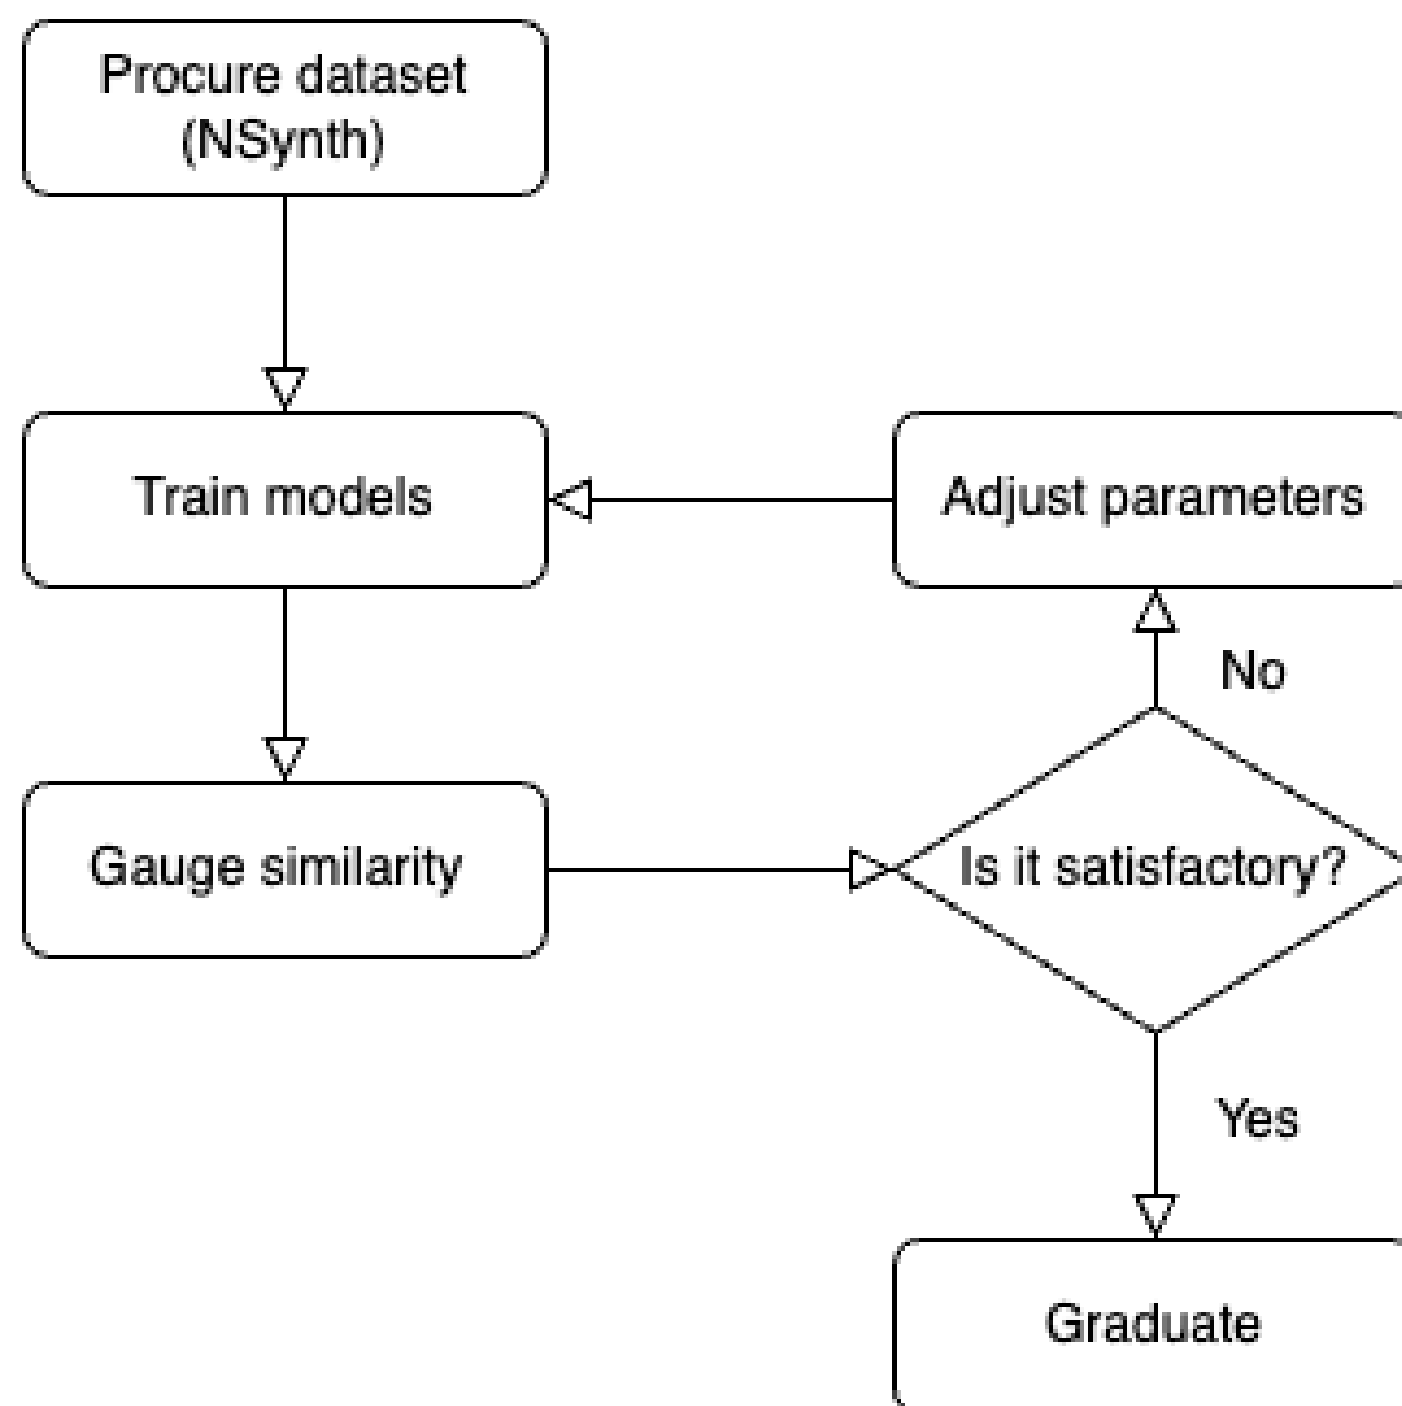 Procure dataset
(NSynth)
Train models
Adjust parameters
No
Gauge similarity
Is it satisfactory?
Yes
Graduate